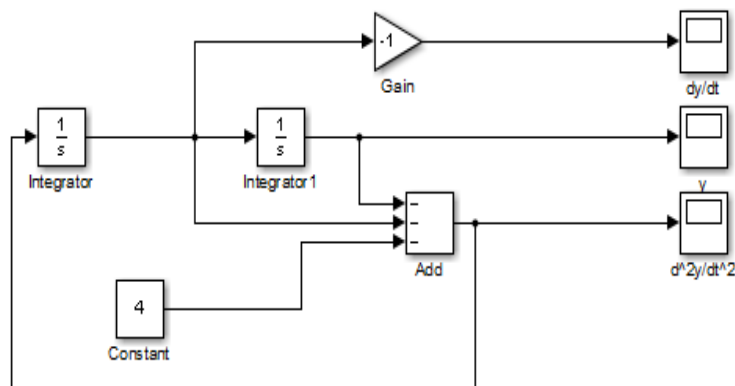 -1
Gain
dy/dt
1
s
Integrator
1
s
Integrator1
y
-
-
-
Add
d^2y/dt^2
4
Constant